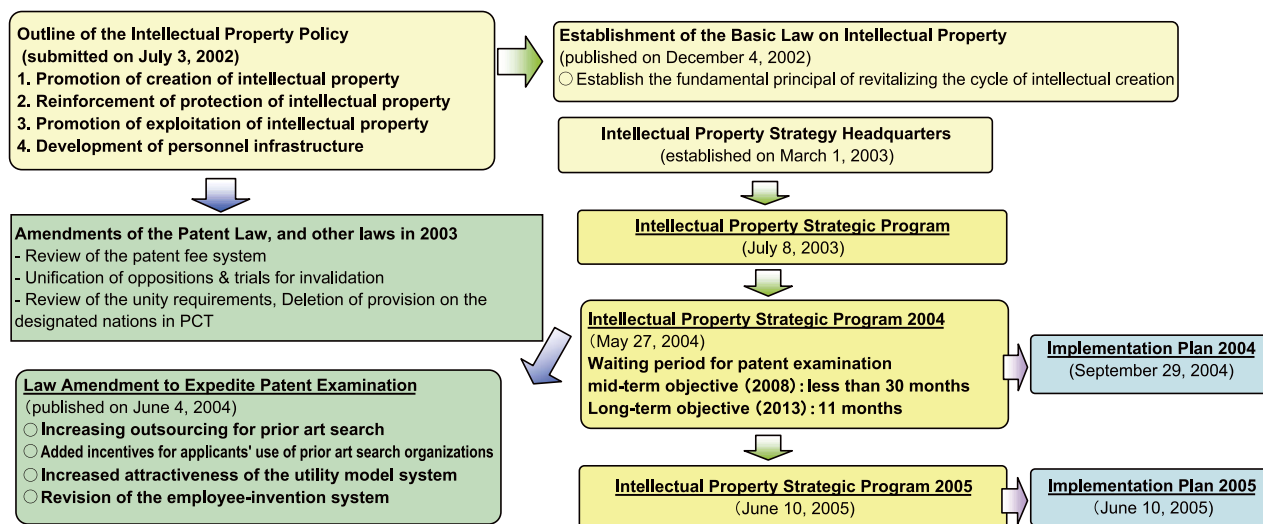 Outline of the Intellectual Property Policy
(submitted on July 3, 2002)
1. Promotion of creation of intellectual property
2. Reinforcement of protection of intellectual property
3. Promotion of exploitation of intellectual property
4. Development of personnel infrastructure
Establishment of the Basic Law on Intellectual Property
(published on December 4, 2002)
○Establish the fundamental principal of revitalizing the cycle of intellectual creation
Intellectual Property Strategy Headquarters
(established on March 1, 2003)
Intellectual Property Strategic Program
(July 8, 2003)
Amendments of the Patent Law, and other laws in 2003
- Review of the patent fee system
- Unification of oppositions & trials for invalidation
- Review of the unity requirements, Deletion of provision on the
designated nations in PCT
Intellectual Property Strategic Program 2004
(May 27, 2004)
Waiting period for patent examination
mid-term objective (2008): less than 30 months
Long-term objective (2013): 11 months
Implementation Plan 2004
(September 29, 2004)
Law Amendment to Expedite Patent Examination
(published on June 4, 2004)
○Increasing outsourcing for prior art search
○Added incentives for applicants' use of prior art search organizations
○Increased attractiveness of the utility model system
○Revision of the employee-invention system
Intellectual Property Strategic Program 2005
(June 10, 2005)
Implementation Plan 2005
(June 10, 2005)